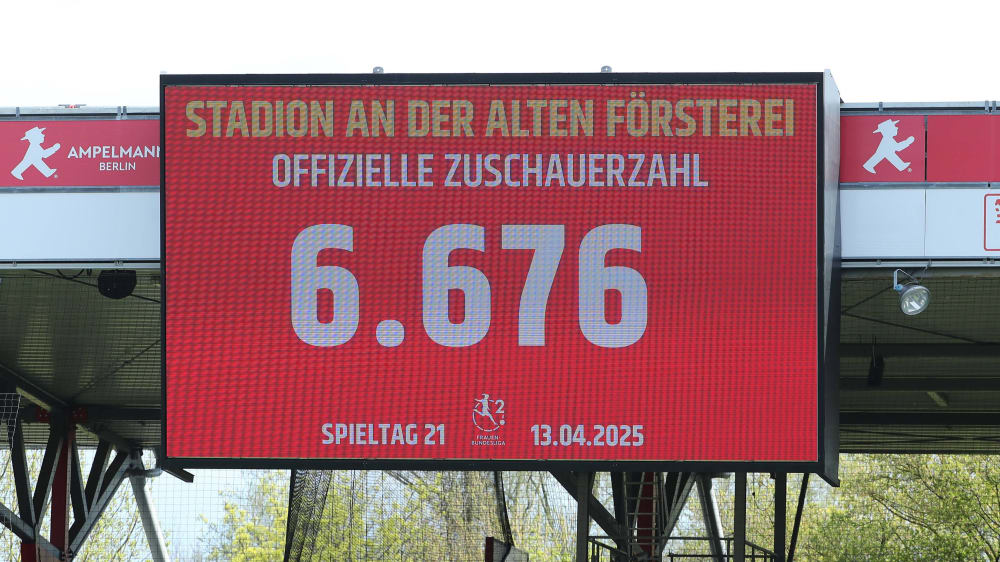 STADION AN DER ALTEN FÖRSTEREI
OFFIZIELLE ZUSCHAUERZAHL
AMPELMANN
BERLIN
6.676
2.
FRAUEN-
BUNDESLIGA
SPIELTAG 21
13.04.2025